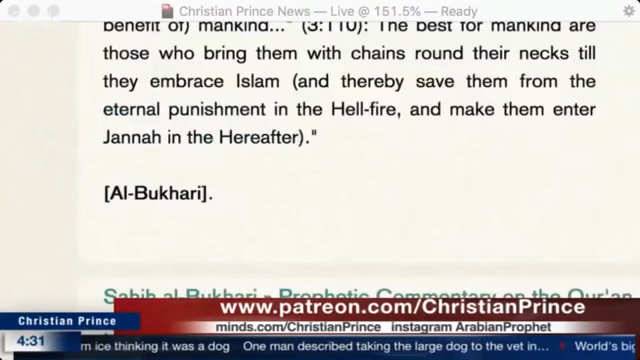 Christian Prince News — Live @ 151.5% — Ready
benefit of) mankind..." (3:110): The best for mankind are
those who bring them with chains round their necks till
they embrace Islam (and thereby save them from the
eternal punishment in the Hell-fire, and make them enter
Jannah in the Hereafter)."
[Al-Bukhari].
Sahih al-Bukhari - Prophetic Commentary on the Qur'an
www.patreon.com/ChristianPrince
Christian Prince
minds.com/ChristianPrince instagram ArabianProphet
4:31
m ice thinking it was a dog One man described taking the large dog to the vet in... • World's big